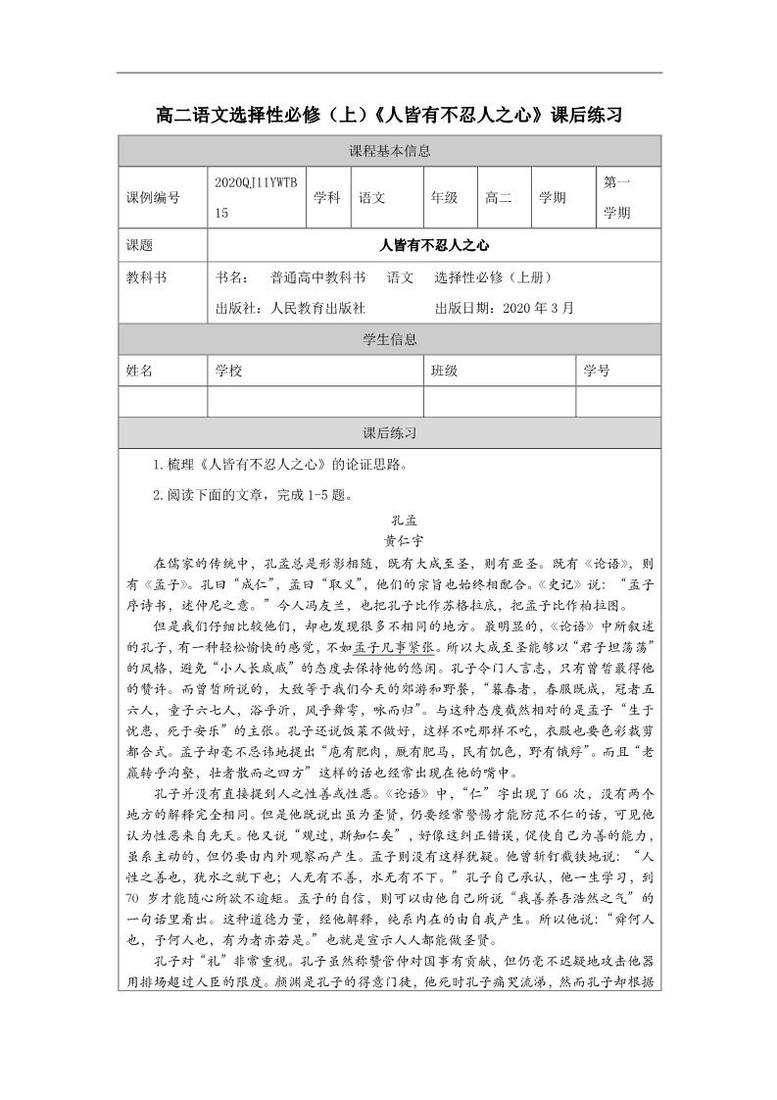 高二语文选择性必修（上）《人皆有不忍人之心》课后练习
课程基本信息
课例编号 2020QJ11YWTB15 学科 语文 年级 高二 学期 第一学期
课题 人皆有不忍人之心
教科书 书名： 普通高中教科书 语文 选择性必修（上册）
出版社：人民教育出版社 出版日期：2020 年 3 月
学生信息
姓名 学校 班级 学号
课后练习
1.梳理《人皆有不忍人之心》的论证思路。
2.阅读下面的文章，完成 1-5 题。
孔孟
黄仁宇
在儒家的传统中，孔孟总是形影相随，既有大成至圣，则有亚圣。既有《论语》，则
有《孟子》。孔曰“成仁”，孟曰“取义”，他们的宗旨也始终相配合。《史记》说：“孟子
序诗书，述仲尼之意。”今人冯友兰，也把孔子比作苏格拉底，把孟子比作柏拉图。
但是我们仔细比较他们，却也发现很多不相同的地方。最明显的，《论语》中所叙述
的孔子，有一种轻松愉快的感觉，不如孟子凡事紧张。所以大成至圣能够以“君子坦荡荡”
的风格，避免“小人长戚戚”的态度去保持他的悠闲。孔子令门人言志，只有曾皙最得他
的赞许。而曾皙所说的，大致等于我们今天的郊游和野餐，“暮春者，春服既成，冠者五
六人，童子六七人，浴乎沂，风乎舞雩，咏而归”。与这种态度截然相对的是孟子“生于
忧患，死于安乐”的主张。孔子还说饭菜不做好，这样不吃那样不吃，衣服也要色彩裁剪
都合式。孟子却毫不忌讳地提出“庖有肥肉，厩有肥马，民有饥色，野有饿殍”。而且“老
羸转乎沟壑，壮者散而之四方”这样的话也经常出现在他的嘴中。
孔子并没有直接提到人之性善或性恶。《论语》中，“仁”字出现了 66 次，没有两个
地方的解释完全相同。但是他既说出虽为圣贤，仍要经常警惕才能防范不仁的话，可见他
认为性恶来自先天。他又说“观过，斯知仁矣”，好像这纠正错误，促使自己为善的能力，
虽系主动的，但仍要由内外观察而产生。孟子则没有这样犹疑。他曾斩钉截铁地说：“人
性之善也，犹水之就下也；人无有不善，水无有不下。”孔子自己承认，他一生学习，到
70 岁才能随心所欲不逾矩。孟子的自信，则可以由他自己所说“我善养吾浩然之气”的
一句话里看出。这种道德力量，经他解释，纯系内在的由自我产生。所以他说：“舜何人
也，予何人也，有为者亦若是。”也就是宣示人人都能做圣贤。
孔子对“礼”非常重视。孔子虽然称赞管仲对国事有贡献，但仍毫不迟疑地攻击他器
用排场超过人臣的限度。颜渊是孔子的得意门徒，他死时孔子痛哭流涕，然而孔子却根据